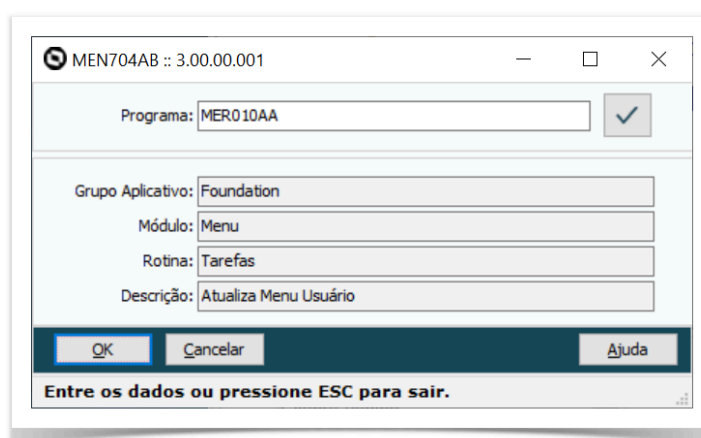 MEN704AB :: 3.00.00.001
Programa: MER010AA
Grupo Aplicativo: Foundation
Módulo: Menu
Rotina: Tarefas
Descrição: Atualiza Menu Usuário
OK Cancelar Ajuda
Entre os dados ou pressione ESC para sair.